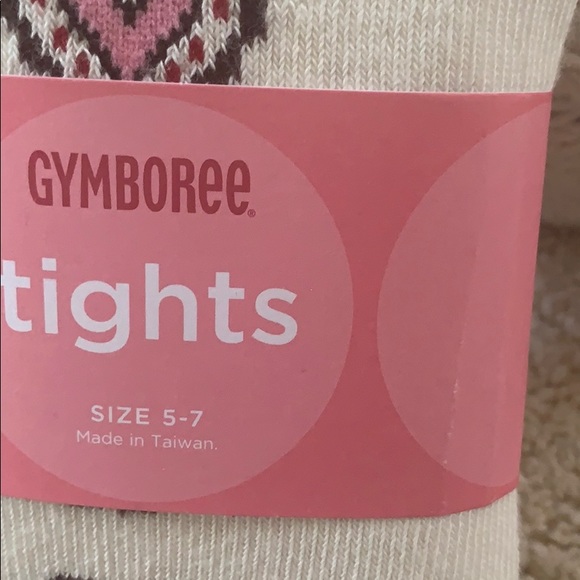 GYMBOREE®
tights
SIZE 5-7
Made in Taiwan.